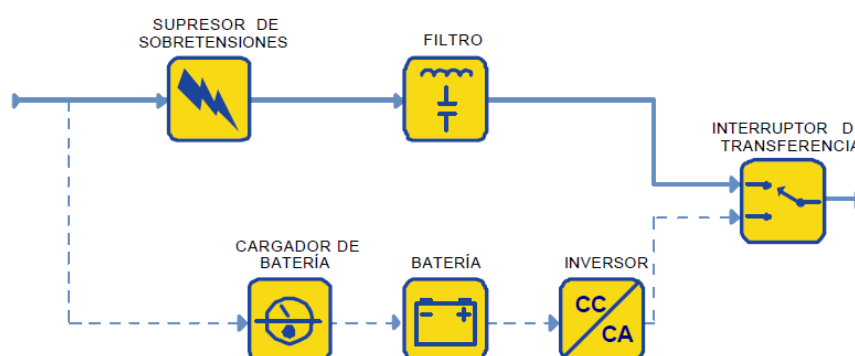 SUPRESOR DE
SOBRETENSIONES
FILTRO
INTERRUPTOR D
TRANSFERENCIA
CARGADOR DE
BATERÍA
BATERÍA
INVERSOR
CC
CA